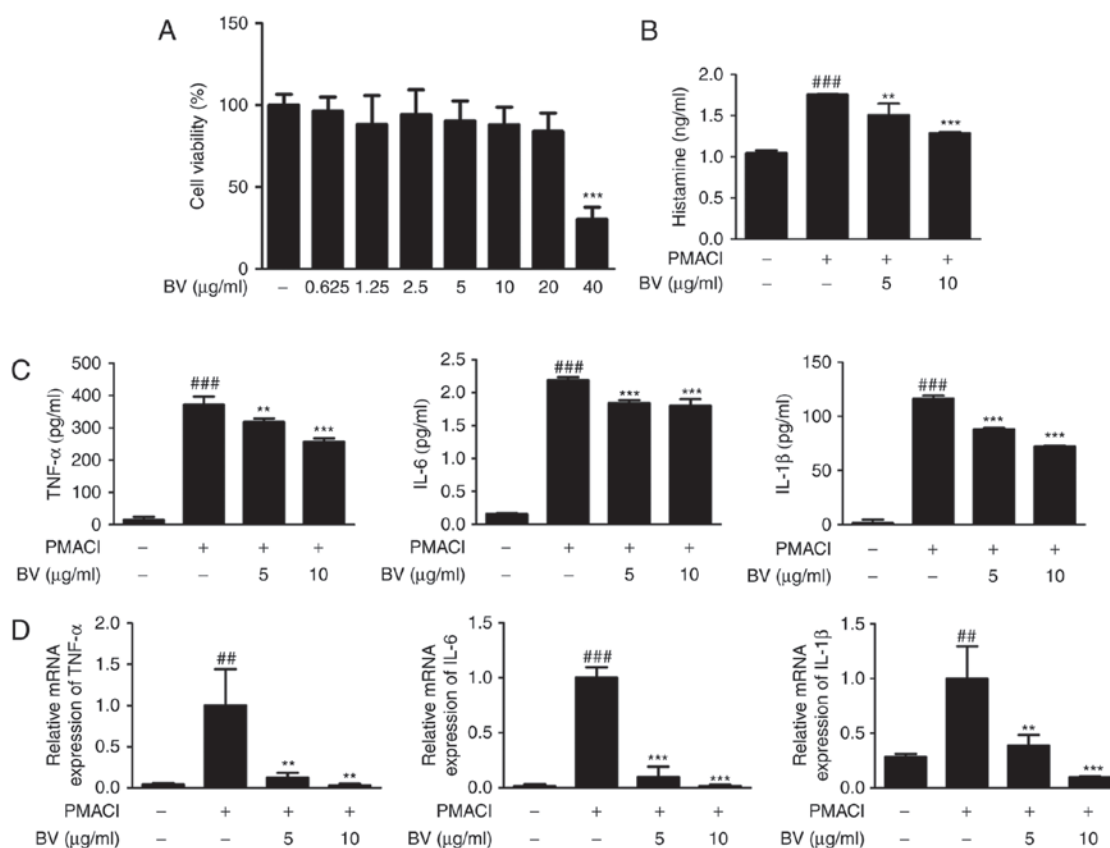 A
Cell viability (%)
150
100
50
0
***
BV (µg/ml) – 0.625 1.25 2.5 5 10 20 40
B
Histamine (ng/ml)
2.0
1.5
1.0
0.5
0.0
###
**
***
PMACI – + + +
BV (µg/ml) – – 5 10
C
TNF-α (pg/ml)
500
400
300
200
100
0
###
**
***
PMACI – + + +
BV (µg/ml) – – 5 10
IL-6 (pg/ml)
2.5
2.0
1.5
1.0
0.5
0.0
###
***
***
PMACI – + + +
BV (µg/ml) – – 5 10
IL-1β (pg/ml)
150
100
50
0
###
***
***
PMACI – + + +
BV (µg/ml) – – 5 10
D
Relative mRNA
expression of TNF-α
2.0
1.5
1.0
0.5
0.0
##
**
**
PMACI – + + +
BV (µg/ml) – – 5 10
Relative mRNA
expression of IL-6
1.5
1.0
0.5
0.0
###
***
***
PMACI – + + +
BV (µg/ml) – – 5 10
Relative mRNA
expression of IL-1β
1.5
1.0
0.5
0.0
##
**
***
PMACI – + + +
BV (µg/ml) – – 5 10